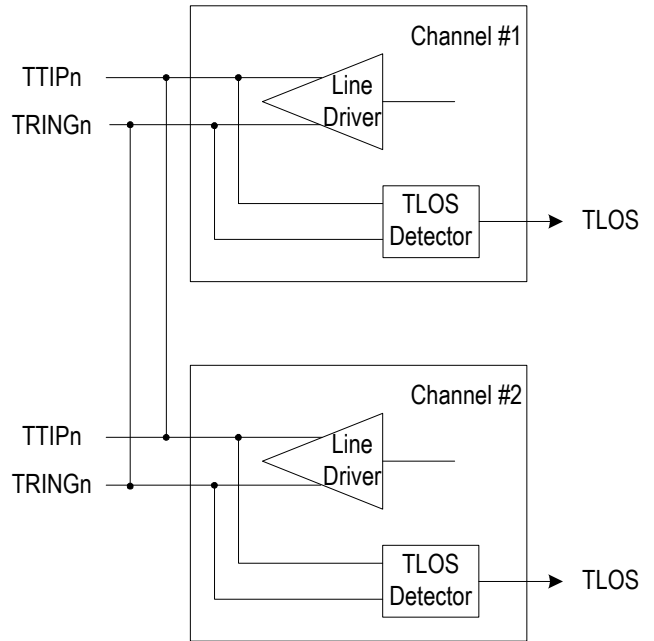 Channel #1
TTIPn
Line
Driver
TRINGn
TLOS
Detector
TLOS
Channel #2
TTIPn
Line
Driver
TRINGn
TLOS
Detector
TLOS